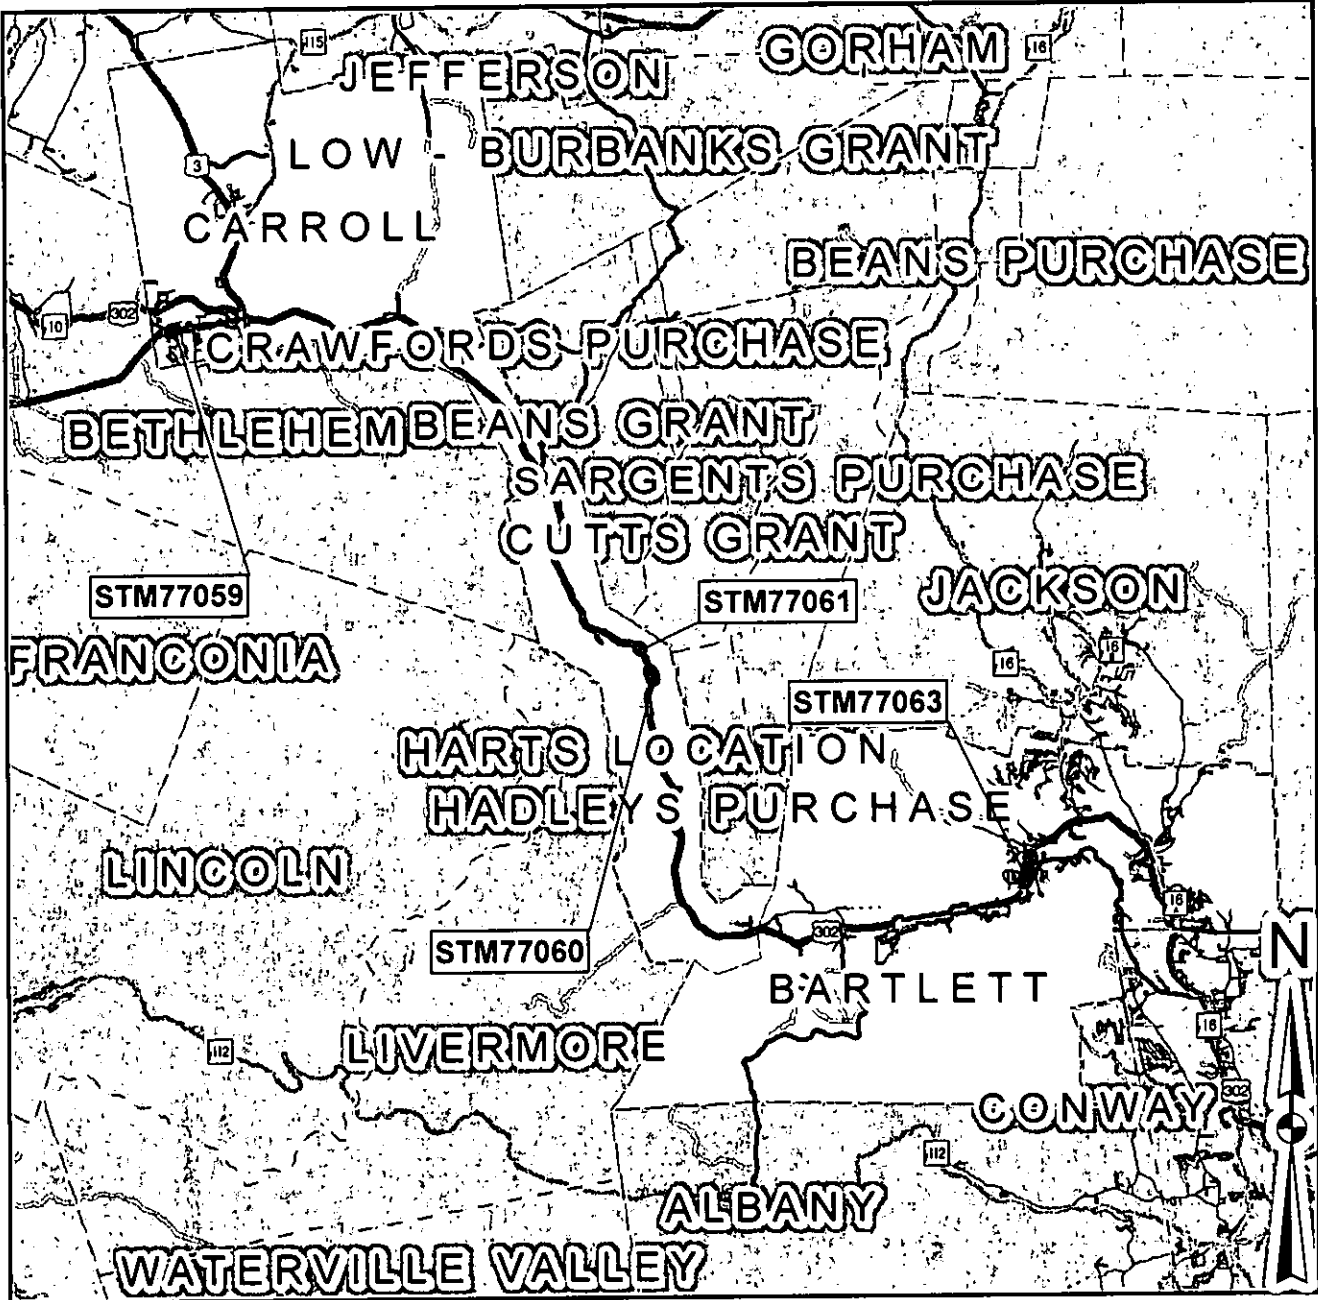 115
GORHAM
16
JEFFERSON
3
LOW - BURBANKS GRANT
CARROLL
BEANS PURCHASE
10
302
CRAWFORDS PURCHASE
BETHLEHEM
BEANS GRANT
SARGENTS PURCHASE
CUTTS GRANT
STM77059
STM77061
JACKSON
FRANCONIA
16
16
STM77063
HARTS LOCATION
HADLEYS PURCHASE
LINCOLN
16
302
STM77060
N
BARTLETT
112
LIVERMORE
16
302
CONWAY
112
ALBANY
WATERVILLE VALLEY